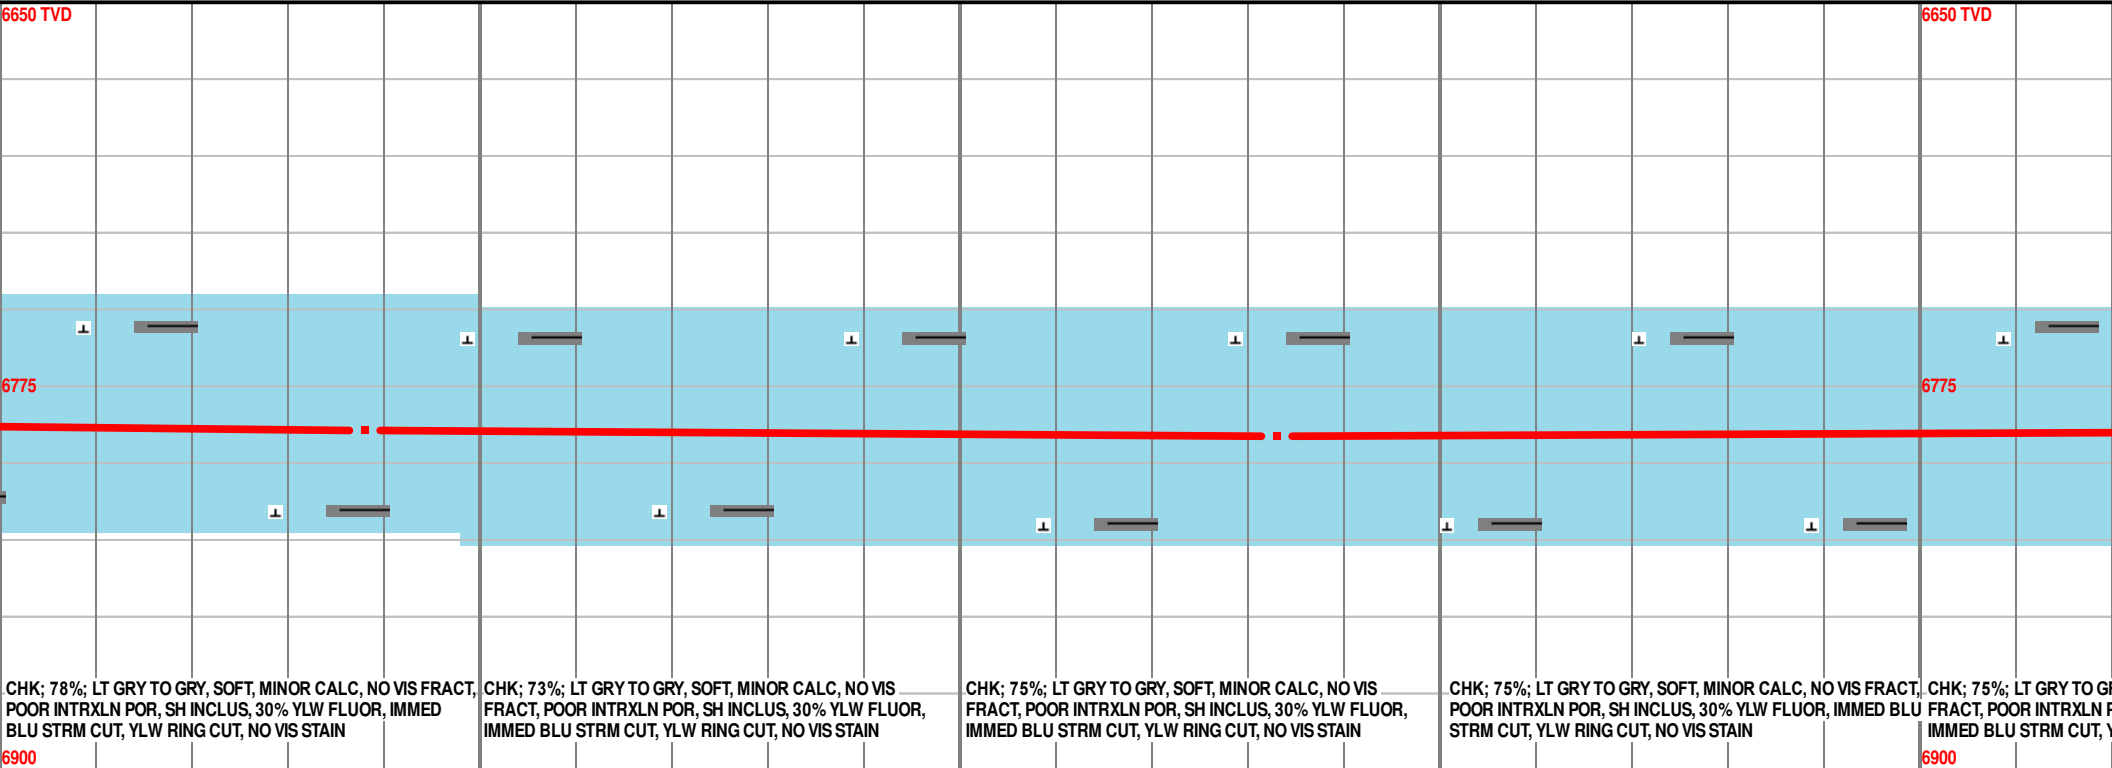 6650 TVD
6650 TVD
6775
6775
CHK; 78%; LT GRY TO GRY, SOFT, MINOR CALC, NO VIS FRACT,
POOR INTRXLN POR, SH INCLUS, 30% YLW FLUOR, IMMED
BLU STRM CUT, YLW RING CUT, NO VIS STAIN
CHK; 73%; LT GRY TO GRY, SOFT, MINOR CALC, NO VIS
FRACT, POOR INTRXLN POR, SH INCLUS, 30% YLW FLUOR,
IMMED BLU STRM CUT, YLW RING CUT, NO VIS STAIN
CHK; 75%; LT GRY TO GRY, SOFT, MINOR CALC, NO VIS
FRACT, POOR INTRXLN POR, SH INCLUS, 30% YLW FLUOR,
IMMED BLU STRM CUT, YLW RING CUT, NO VIS STAIN
CHK; 75%; LT GRY TO GRY, SOFT, MINOR CALC, NO VIS FRACT,
POOR INTRXLN POR, SH INCLUS, 30% YLW FLUOR, IMMED BLU
STRM CUT, YLW RING CUT, NO VIS STAIN
CHK; 75%; LT GRY TO
FRACT, POOR INTRXLN
IMMED BLU STRM CUT,
6900
6900